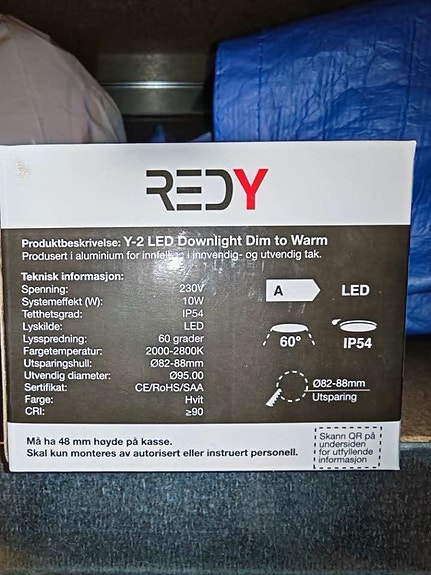 REDY
Produktbeskrivelse: Y-2 LED Downlight Dim to Warm
Produsert i aluminium for innfelling i innvendig- og utvendig tak.
Teknisk informasjon:
Spenning: 230V
Systemeffekt (W): 10W
Tetthetsgrad: IP54
Lyskilde: LED
Lysspredning: 60 grader
Fargetemperatur: 2000-2800K
Utsparingshull: Ø82-88mm
Utvendig diameter: Ø95.00
Sertifikat: CE/RoHS/SAA
Farge: Hvit
CRI: ≥90
A LED
60° IP54
Ø82-88mm
Utsparing
Må ha 48 mm høyde på kasse.
Skal kun monteres av autorisert eller instruert personell.
Skann QR på
undersiden
for utfyllende
informasjon